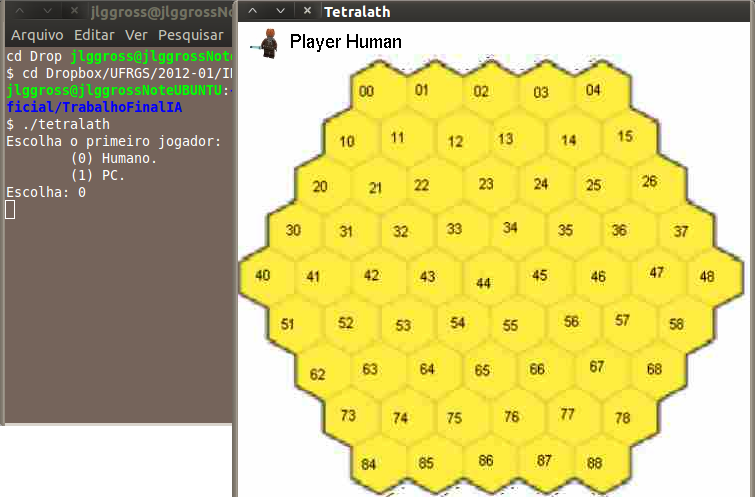 jlggross@jlggrossNote
Arquivo Editar Ver Pesquisar
cd Drop jlggross@jlggrossNote
$ cd Dropbox/UFRGS/2012-01/I
jlggross@jlggrossNoteUBUNTU:
ficial/TrabalhoFinalIA
$ ./tetralath
Escolha o primeiro jogador:
(0) Humano.
(1) PC.
Escolha: 0
Tetralath
Player Human
00 01 02 03 04
10 11 12 13 14 15
20 21 22 23 24 25 26
30 31 32 33 34 35 36 37
40 41 42 43 44 45 46 47 48
51 52 53 54 55 56 57 58
62 63 64 65 66 67 68
73 74 75 76 77 78
84 85 86 87 88